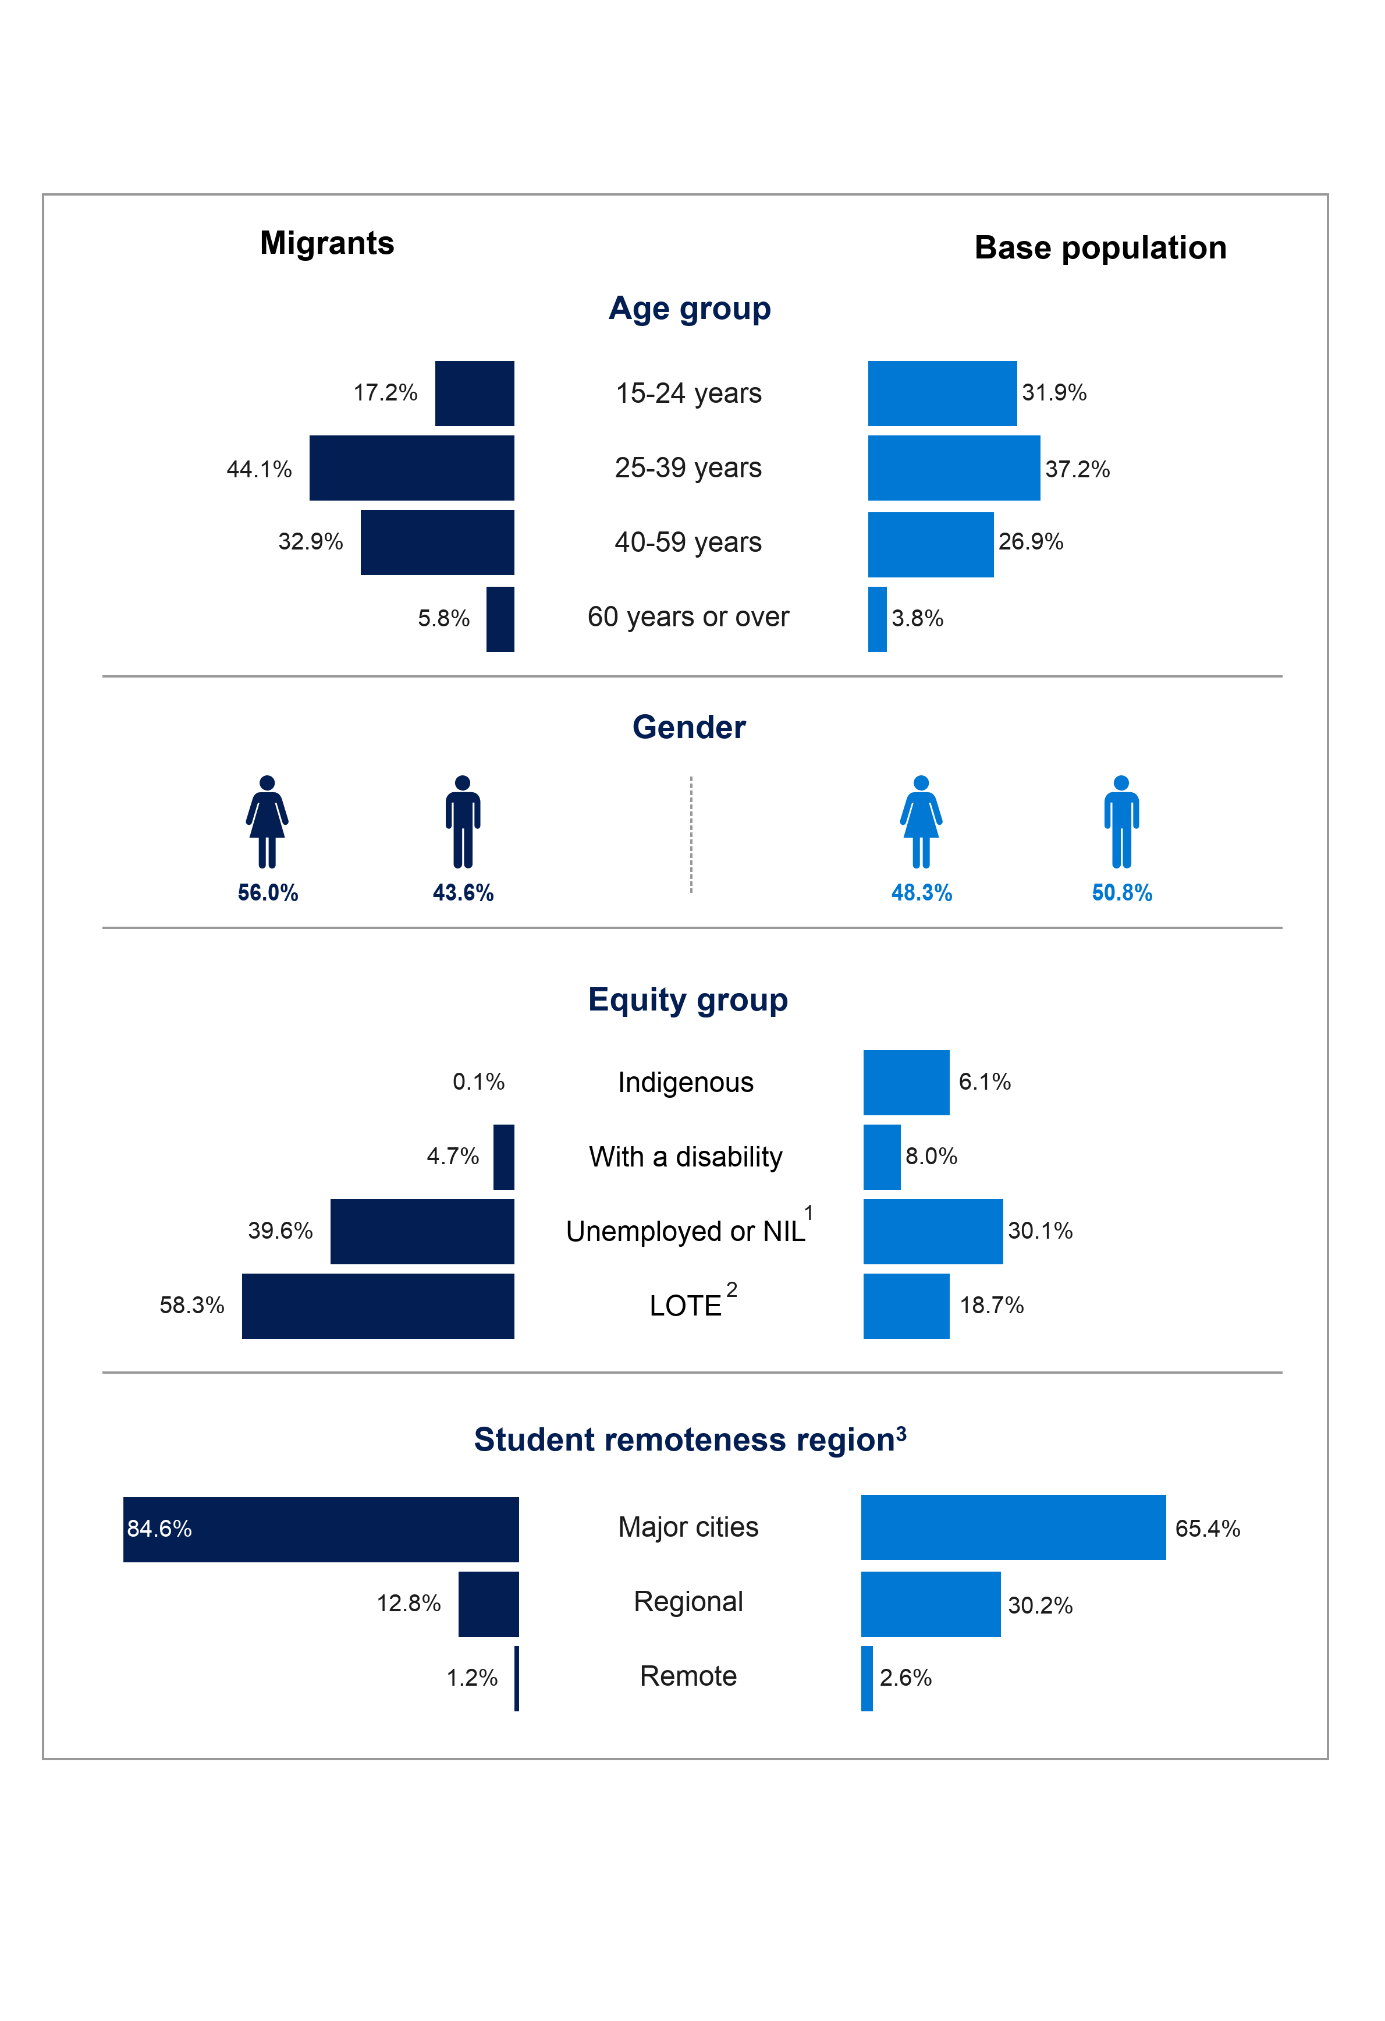 Migrants Base population
Age group
17.2% 15-24 years 31.9%
44.1% 25-39 years 37.2%
32.9% 40-59 years 26.9%
5.8% 60 years or over 3.8%
Gender
56.0% 43.6% 48.3% 50.8%
Equity group
0.1% Indigenous 6.1%
4.7% With a disability 8.0%
39.6% Unemployed or NIL1 30.1%
58.3% LOTE 2 18.7%
Student remoteness region³
84.6% Major cities 65.4%
12.8% Regional 30.2%
1.2% Remote 2.6%